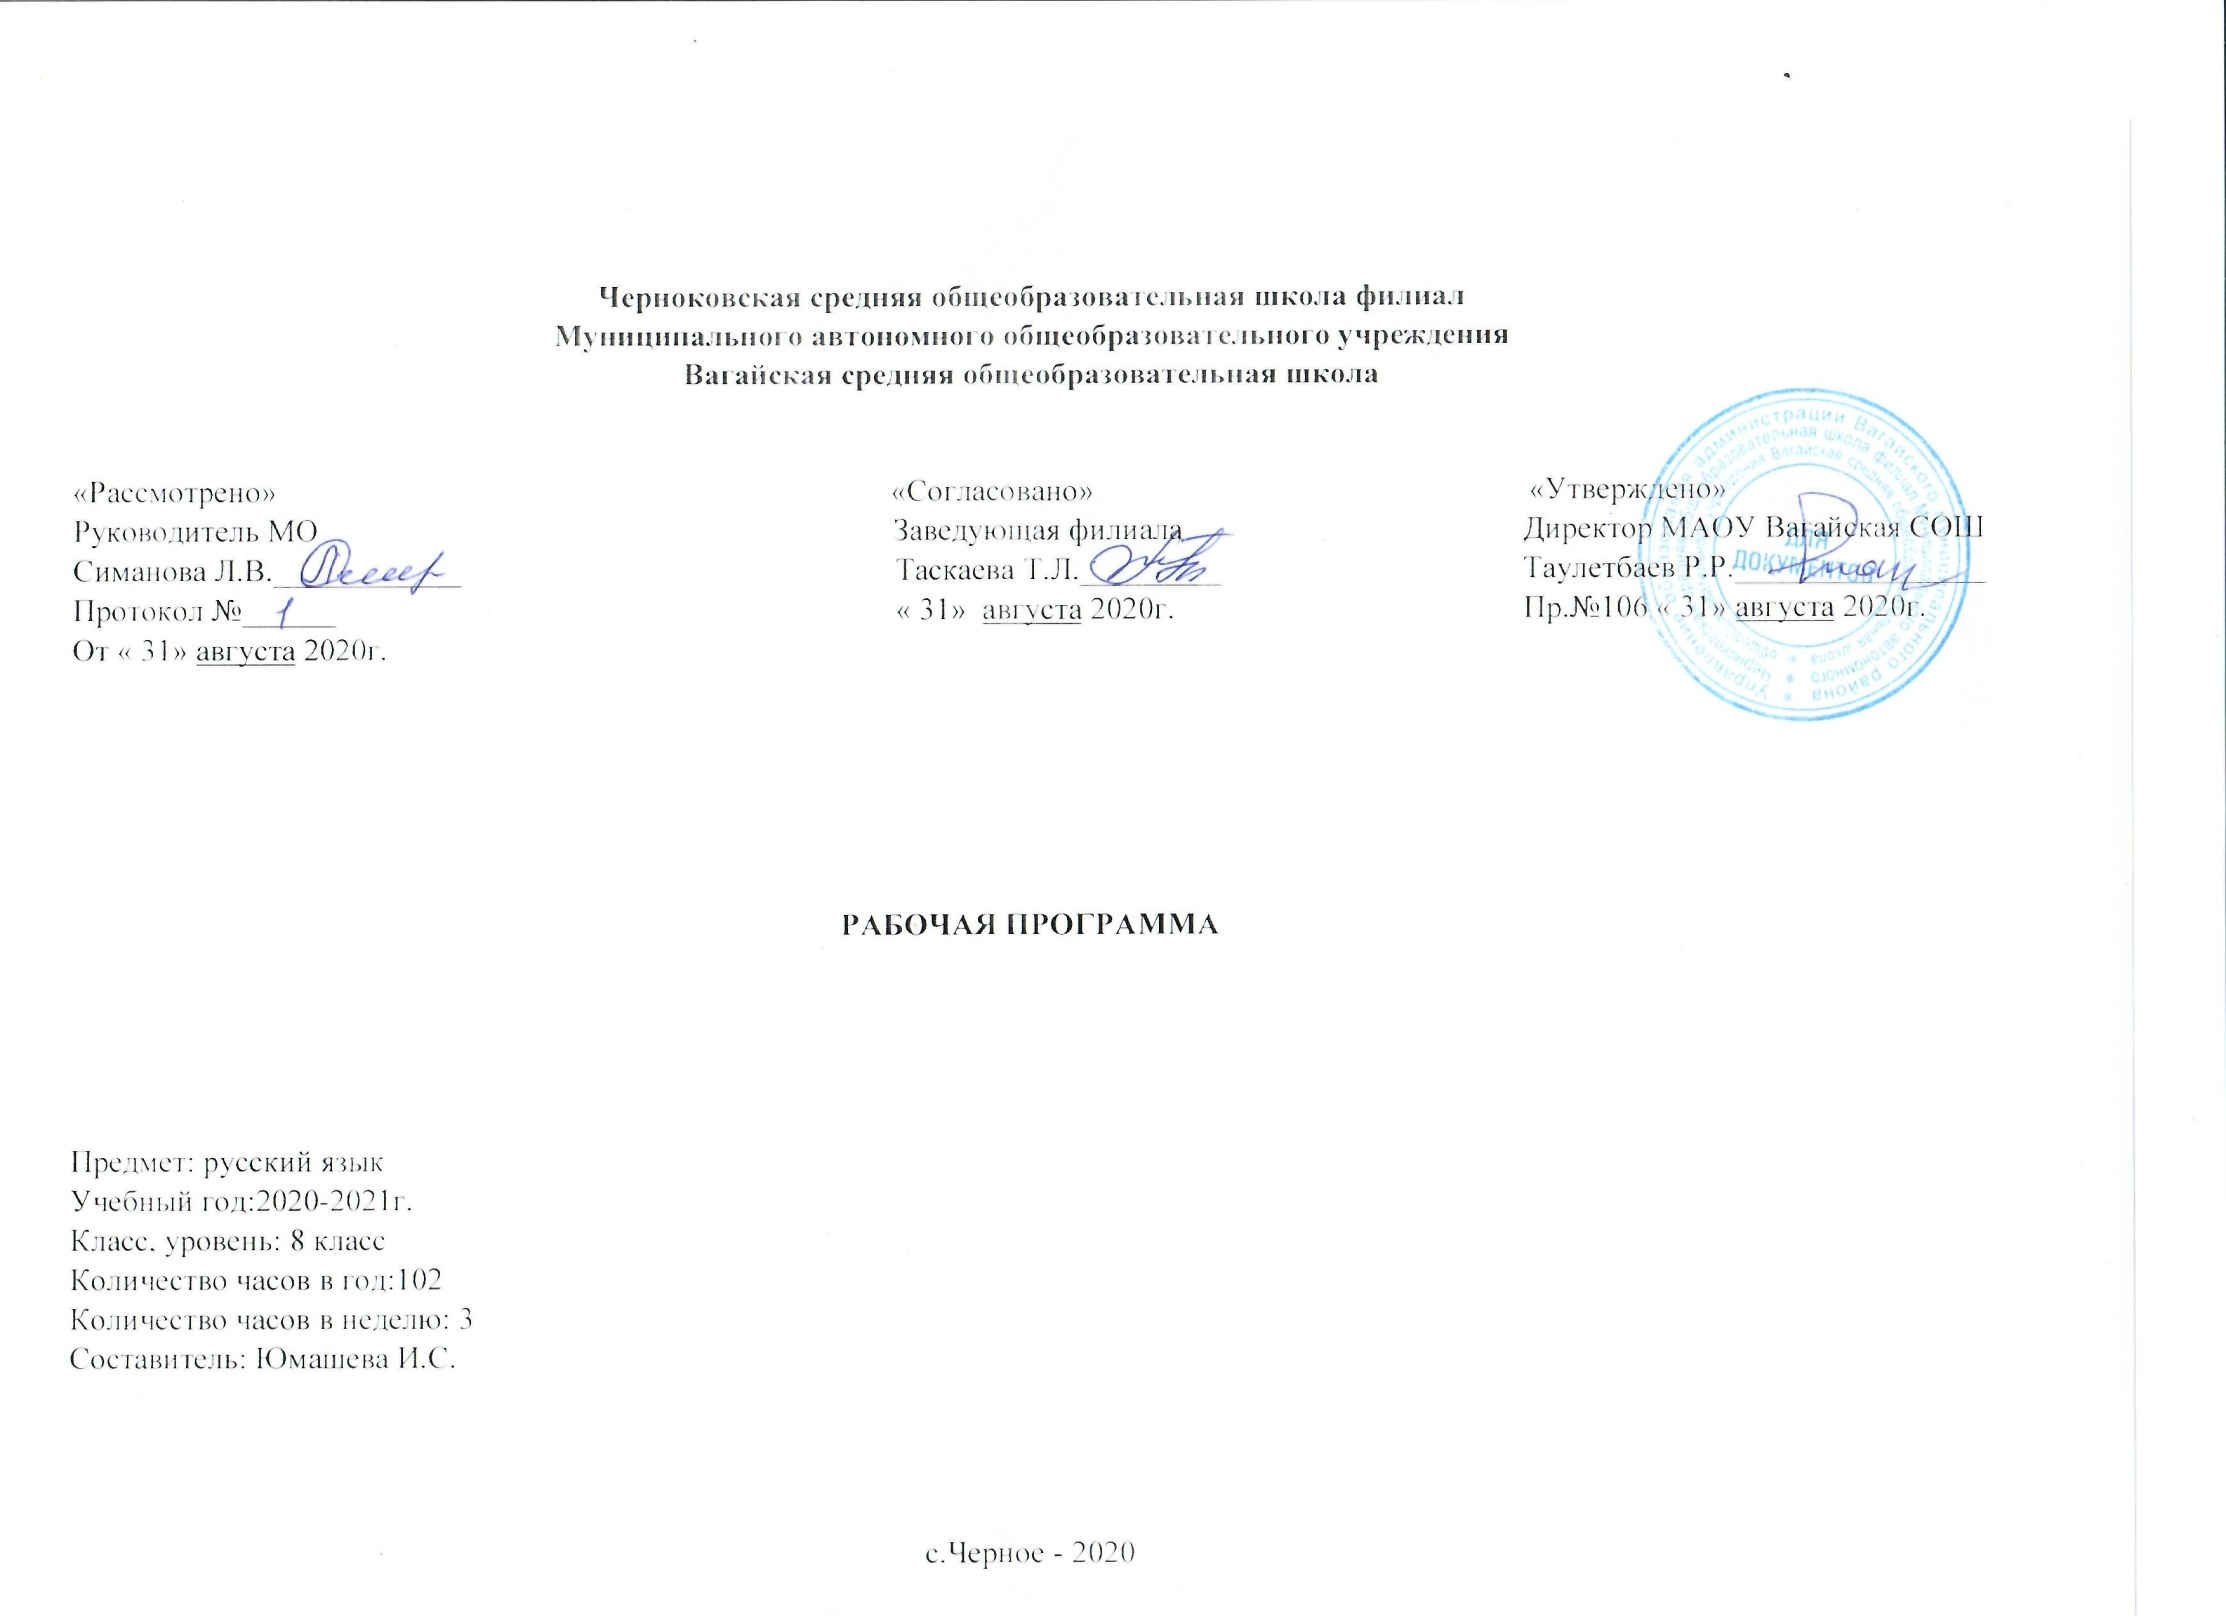 Черноковская средняя общеобразовательная школа филиал
Муниципального автономного общеобразовательного учреждения
Вагайская средняя общеобразовательная школа
«Рассмотрено»
Руководитель МО
Симанова Л.В.
Протокол № 1
От « 31» августа 2020г.
«Согласовано»
Заведующая филиала
Таскаева Т.Л.
« 31» августа 2020г.
«Утверждено»
Директор МАОУ Вагайская СОШ
Таулетбаев Р.Р.
Пр.№106 « 31» августа 2020г.
ДЛЯ
ДОКУМЕНТОВ
РАБОЧАЯ ПРОГРАММА
Предмет: русский язык
Учебный год:2020-2021г.
Класс. уровень: 8 класс
Количество часов в год:102
Количество часов в неделю: 3
Составитель: Юмашева И.С.
с.Черное - 2020